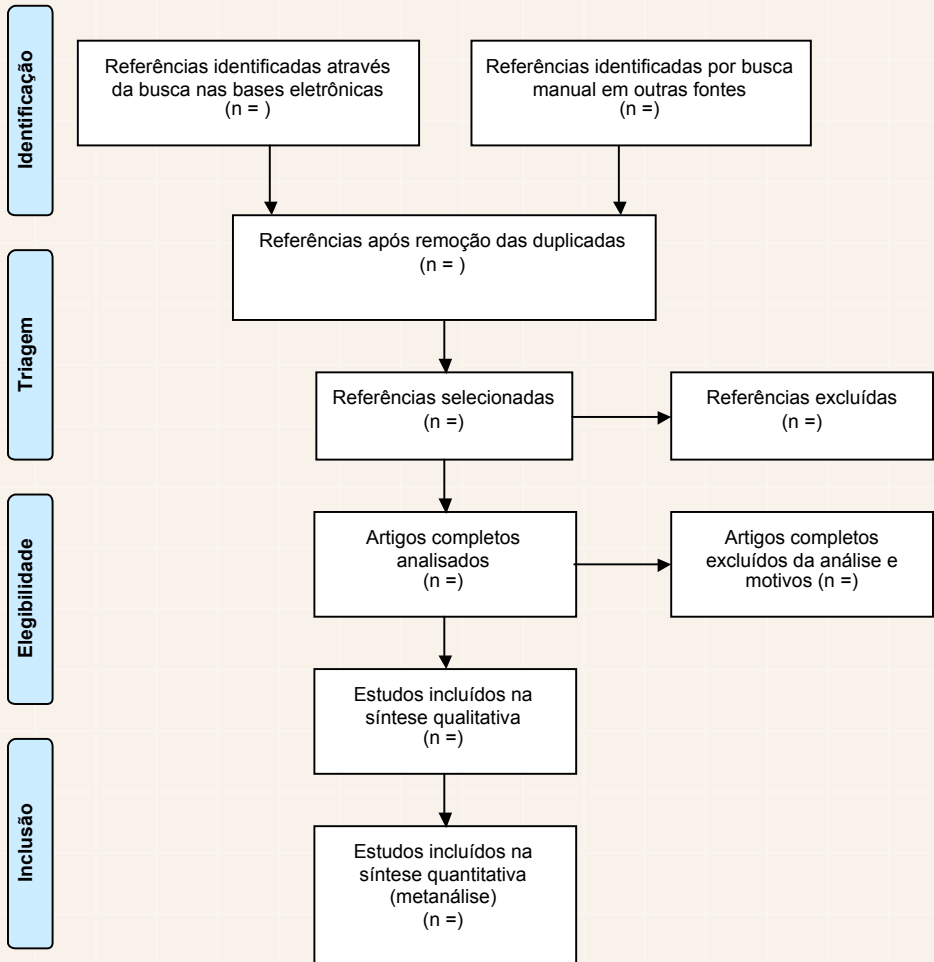 Identificação
Referências identificadas através
da busca nas bases eletrônicas
(n = )
Referências identificadas por busca
manual em outras fontes
(n =)
Referências após remoção das duplicadas
(n = )
Triagem
Referências selecionadas
(n =)
Referências excluídas
(n =)
Elegibilidade
Artigos completos
analisados
(n =)
Artigos completos
excluídos da análise e
motivos (n =)
Estudos incluídos na
síntese qualitativa
(n =)
Inclusão
Estudos incluídos na
síntese quantitativa
(metanálise)
(n =)